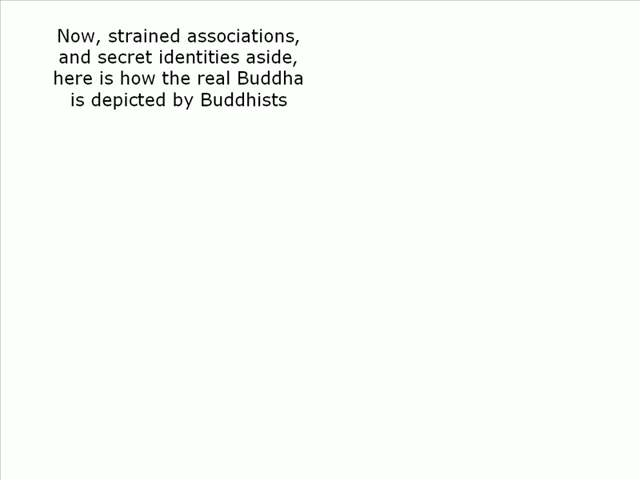 Now, strained associations,
and secret identities aside,
here is how the real Buddha
is depicted by Buddhists